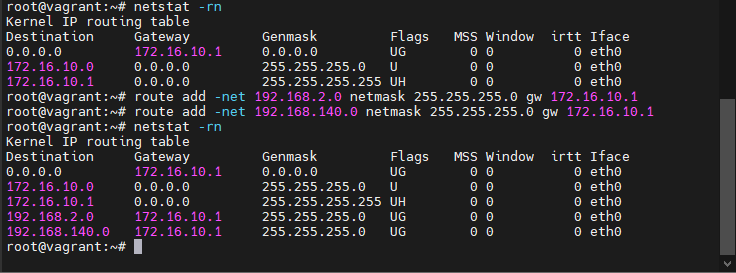 root@vagrant:~# netstat -rn
Kernel IP routing table
Destination     Gateway         Genmask         Flags   MSS Window  irtt Iface
0.0.0.0         172.16.10.1     0.0.0.0         UG        0 0          0 eth0
172.16.10.0     0.0.0.0         255.255.255.0   U         0 0          0 eth0
172.16.10.1     0.0.0.0         255.255.255.255 UH        0 0          0 eth0
root@vagrant:~# route add -net 192.168.2.0 netmask 255.255.255.0 gw 172.16.10.1
root@vagrant:~# route add -net 192.168.140.0 netmask 255.255.255.0 gw 172.16.10.1
root@vagrant:~# netstat -rn
Kernel IP routing table
Destination     Gateway         Genmask         Flags   MSS Window  irtt Iface
0.0.0.0         172.16.10.1     0.0.0.0         UG        0 0          0 eth0
172.16.10.0     0.0.0.0         255.255.255.0   U         0 0          0 eth0
172.16.10.1     0.0.0.0         255.255.255.255 UH        0 0          0 eth0
192.168.2.0     172.16.10.1     255.255.255.0   UG        0 0          0 eth0
192.168.140.0   172.16.10.1     255.255.255.0   UG        0 0          0 eth0
root@vagrant:~#